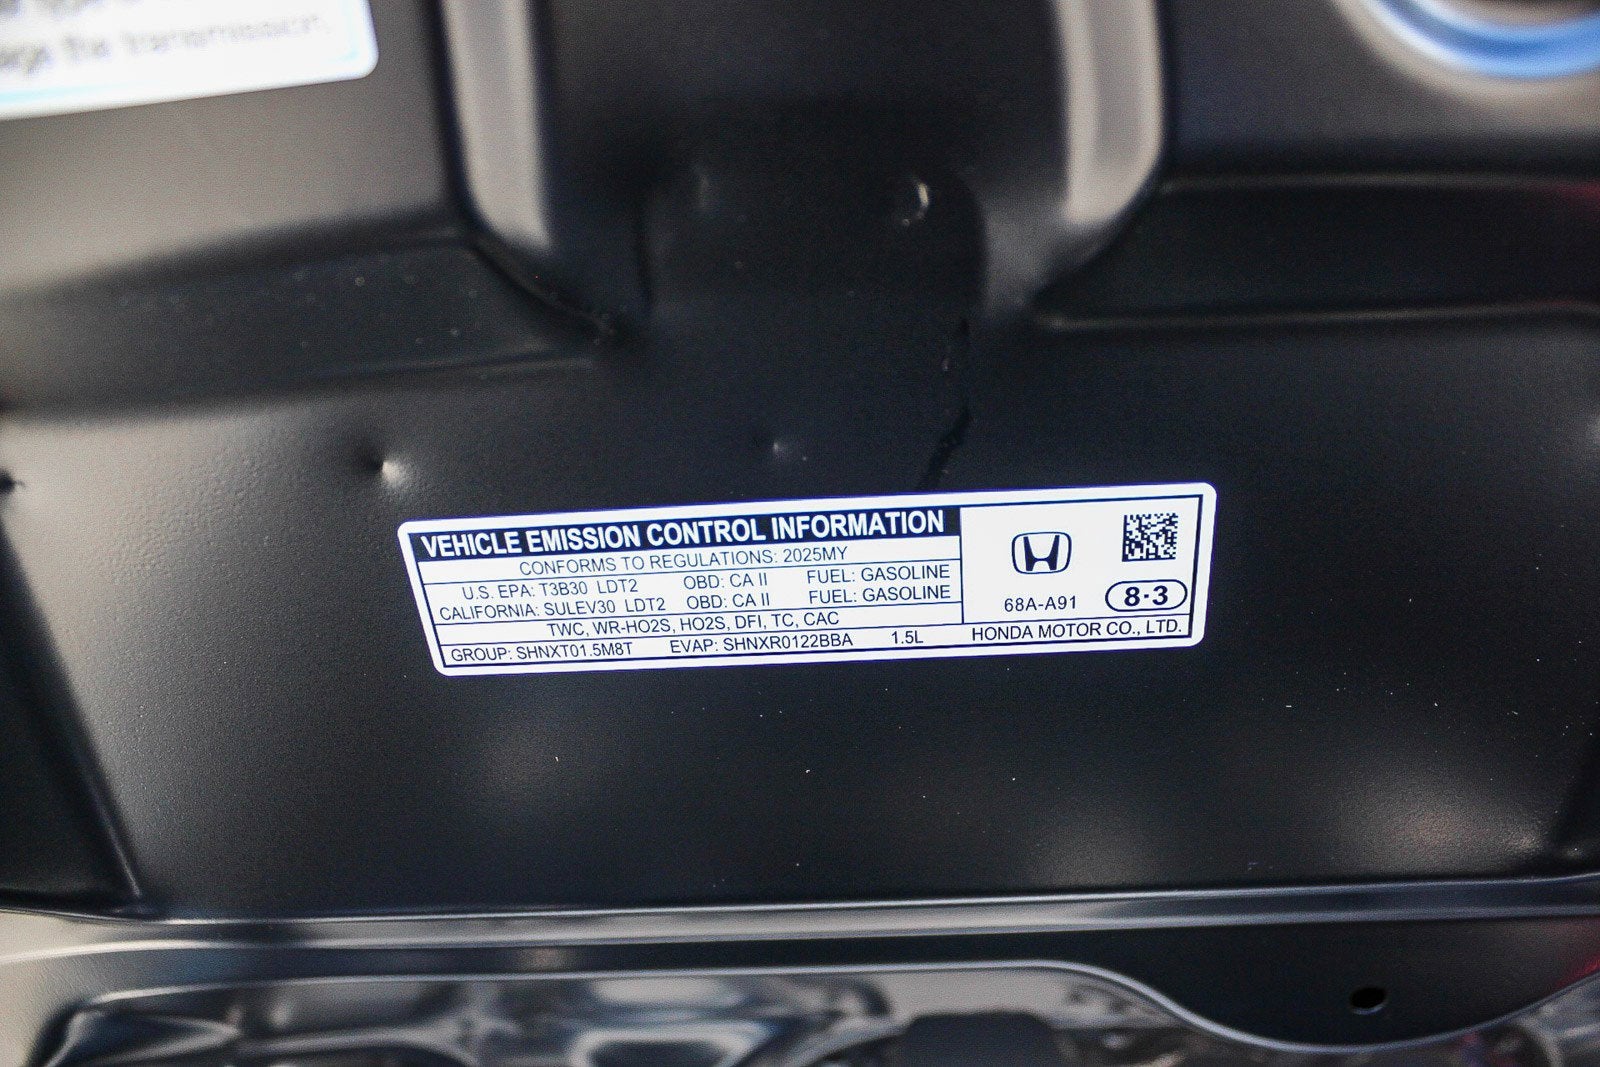 the transmission.
VEHICLE EMISSION CONTROL INFORMATION
CONFORMS TO REGULATIONS: 2025MY
U.S. EPA: T3B30 LDT2 OBD: CA II FUEL: GASOLINE
CALIFORNIA: SULEV30 LDT2 OBD: CA II FUEL: GASOLINE
TWC, WR-HO2S, HO2S, DFI, TC, CAC
GROUP: SHNXT01.5M8T EVAP: SHNXR0122BBA 1.5L
68A-A91 8·3
HONDA MOTOR CO., LTD.